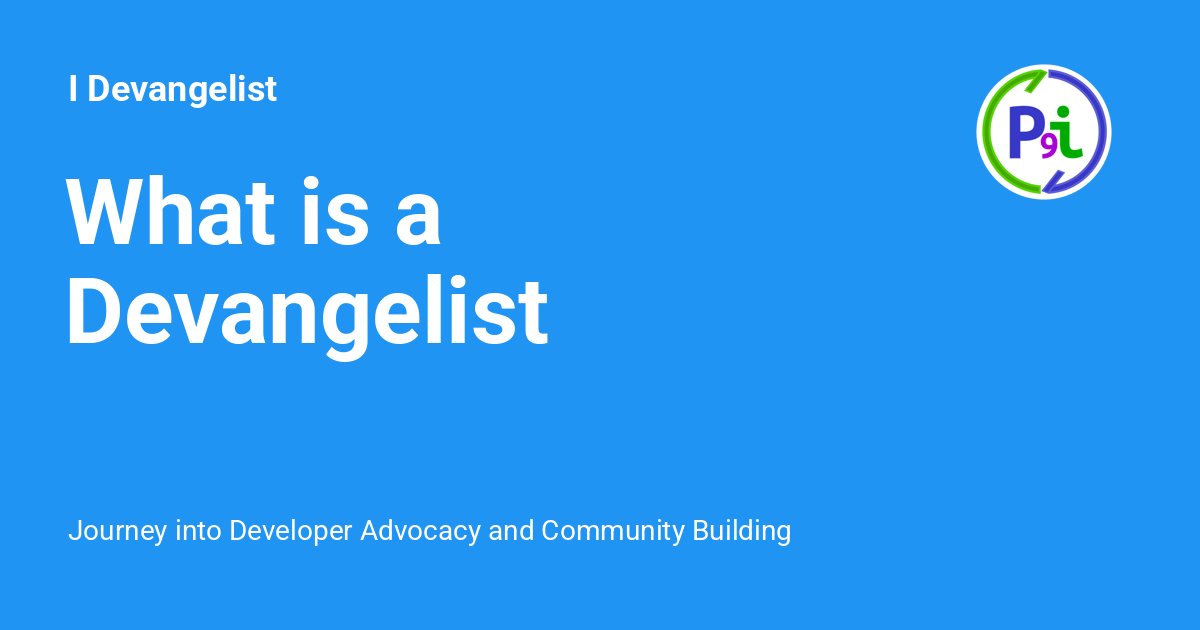 I Devangelist
P9i
What is a
Devangelist
Journey into Developer Advocacy and Community Building